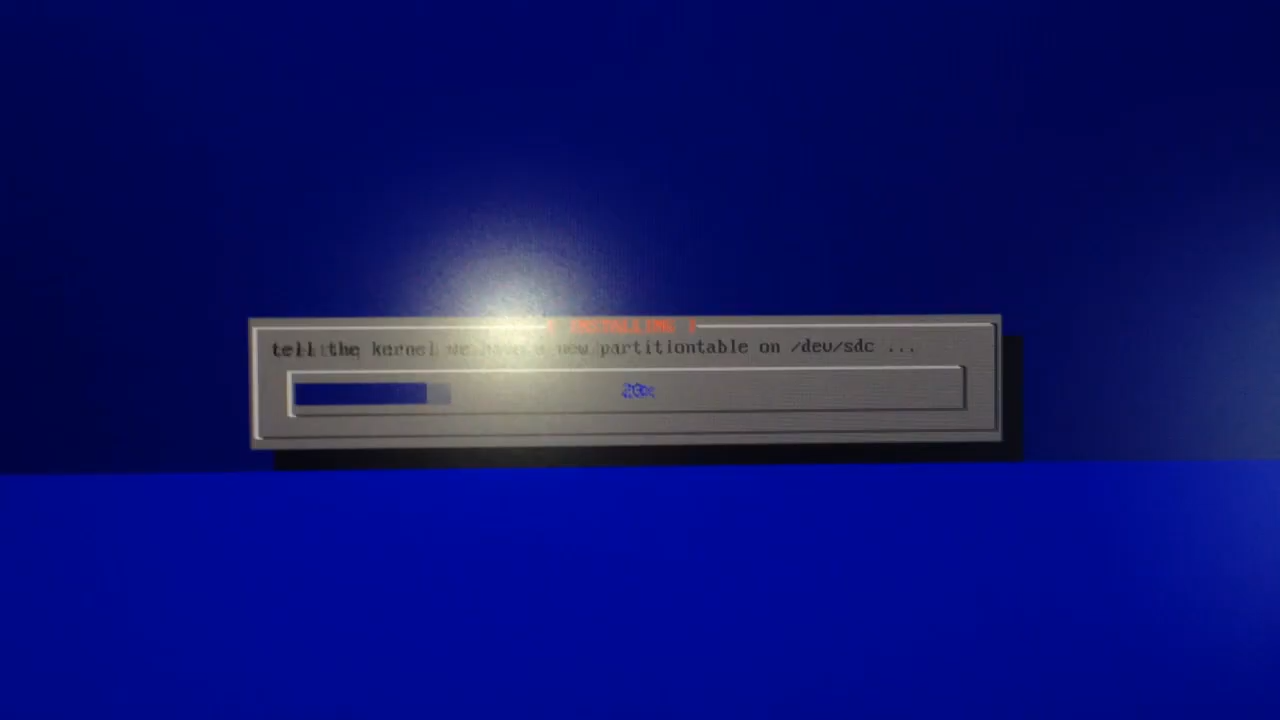 ! INSTALLING !
tell the kernel we have a new partitiontable on /dev/sdc ...